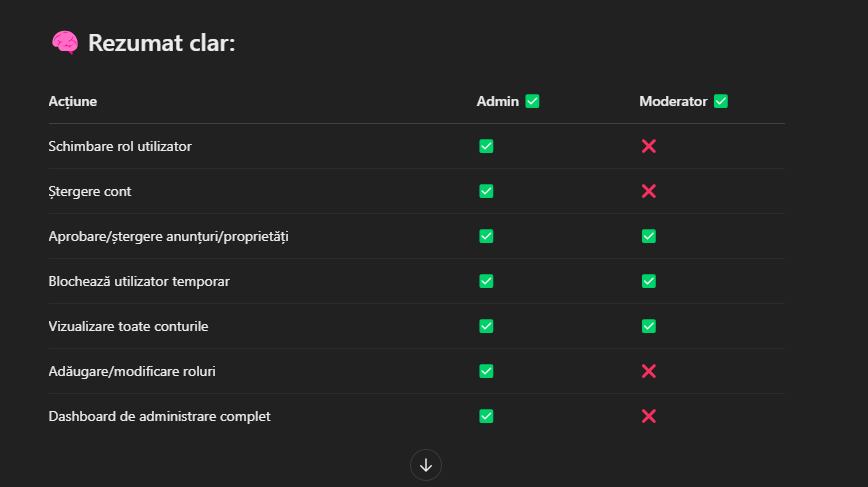 🧠 Rezumat clar:
Acțiune Admin ✅ Moderator ✅
Schimbare rol utilizator ✅ ❌
Ștergere cont ✅ ❌
Aprobare/ștergere anunțuri/proprietăți ✅ ✅
Blochează utilizator temporar ✅ ✅
Vizualizare toate conturile ✅ ✅
Adăugare/modificare roluri ✅ ❌
Dashboard de administrare complet ✅ ❌